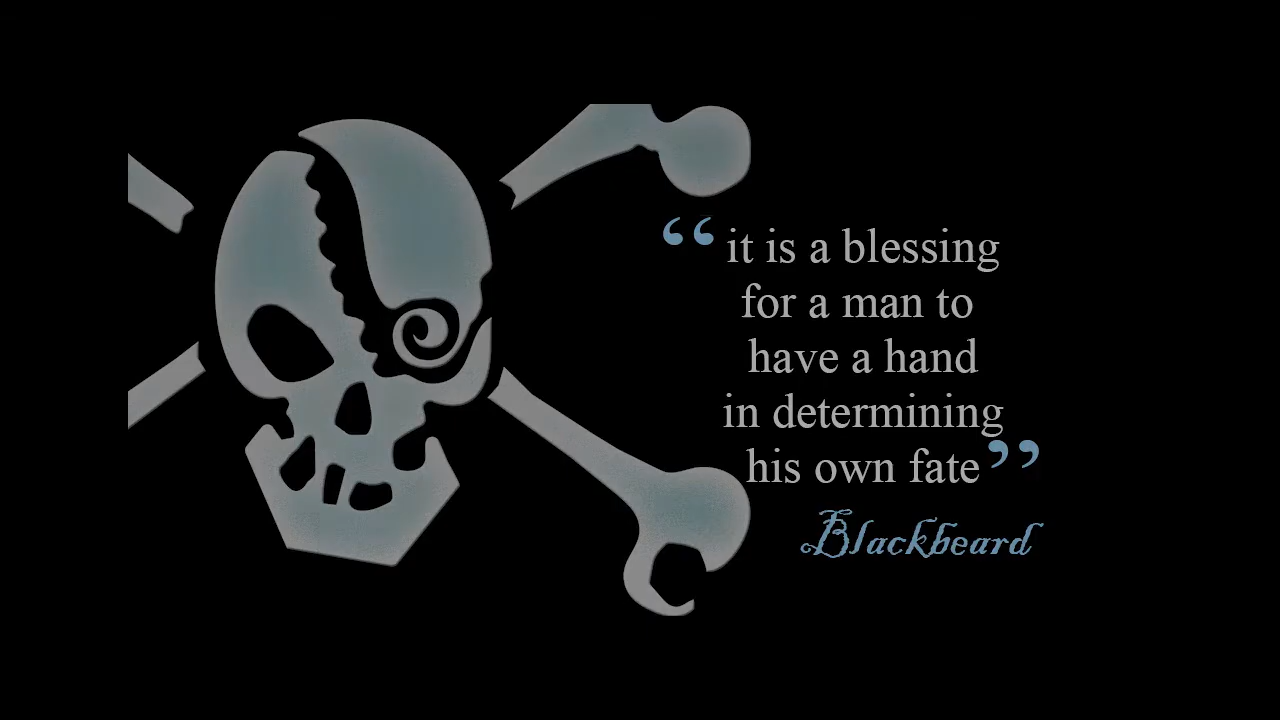 “it is a blessing
for a man to
have a hand
in determining
his own fate”
Blackbeard